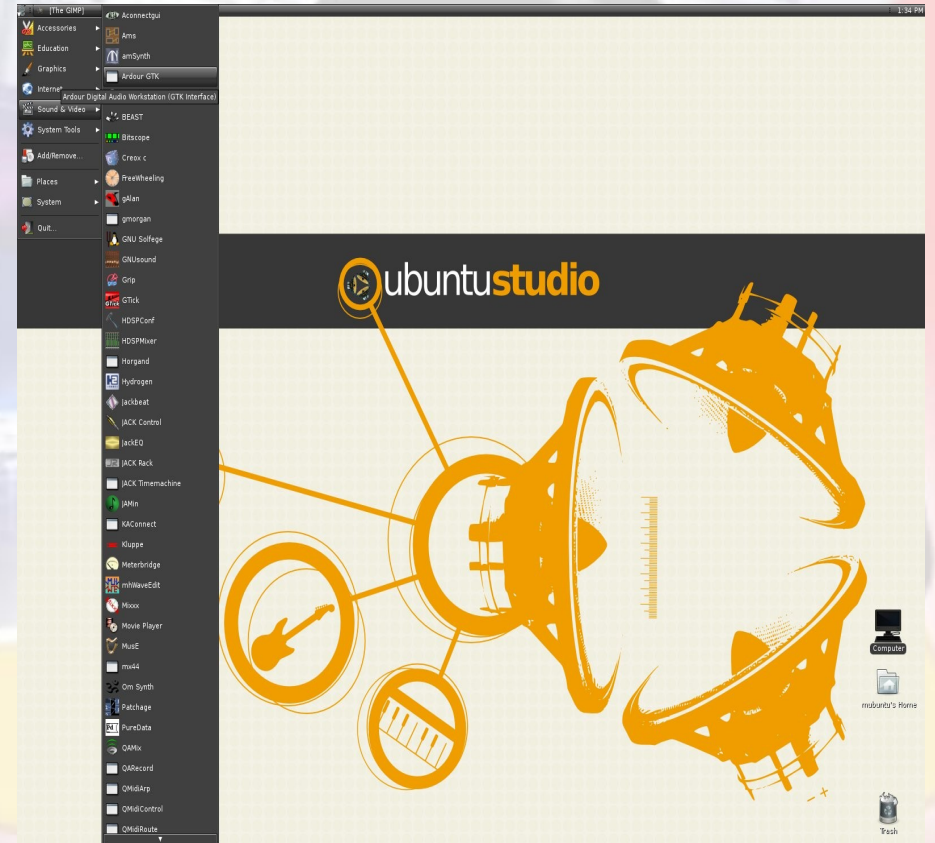 [The GIMP]
1:34 PM
Accessories
Education
Graphics
Internet
Sound & Video
System Tools
Add/Remove...
Places
System
Quit...
Aconnectgui
Ams
amSynth
Ardour GTK
Ardour Digital Audio Workstation (GTK Interface)
BEAST
Bitscope
Creox c
FreeWheeling
gAlan
gmorgan
GNU Solfege
GNUsound
Grip
GTick
HDSPConf
HDSPMixer
Horgand
Hydrogen
Jackbeat
JACK Control
JackEQ
JACK Rack
JACK Timemachine
JAMin
KAConnect
Kluppe
Meterbridge
mhWaveEdit
Mixxx
Movie Player
MusE
mx44
Om Synth
Patchage
PureData
QAMix
QARecord
QMidiArp
QMidiControl
QMidiRoute
ubuntustudio
Computer
mubuntu's Home
Trash